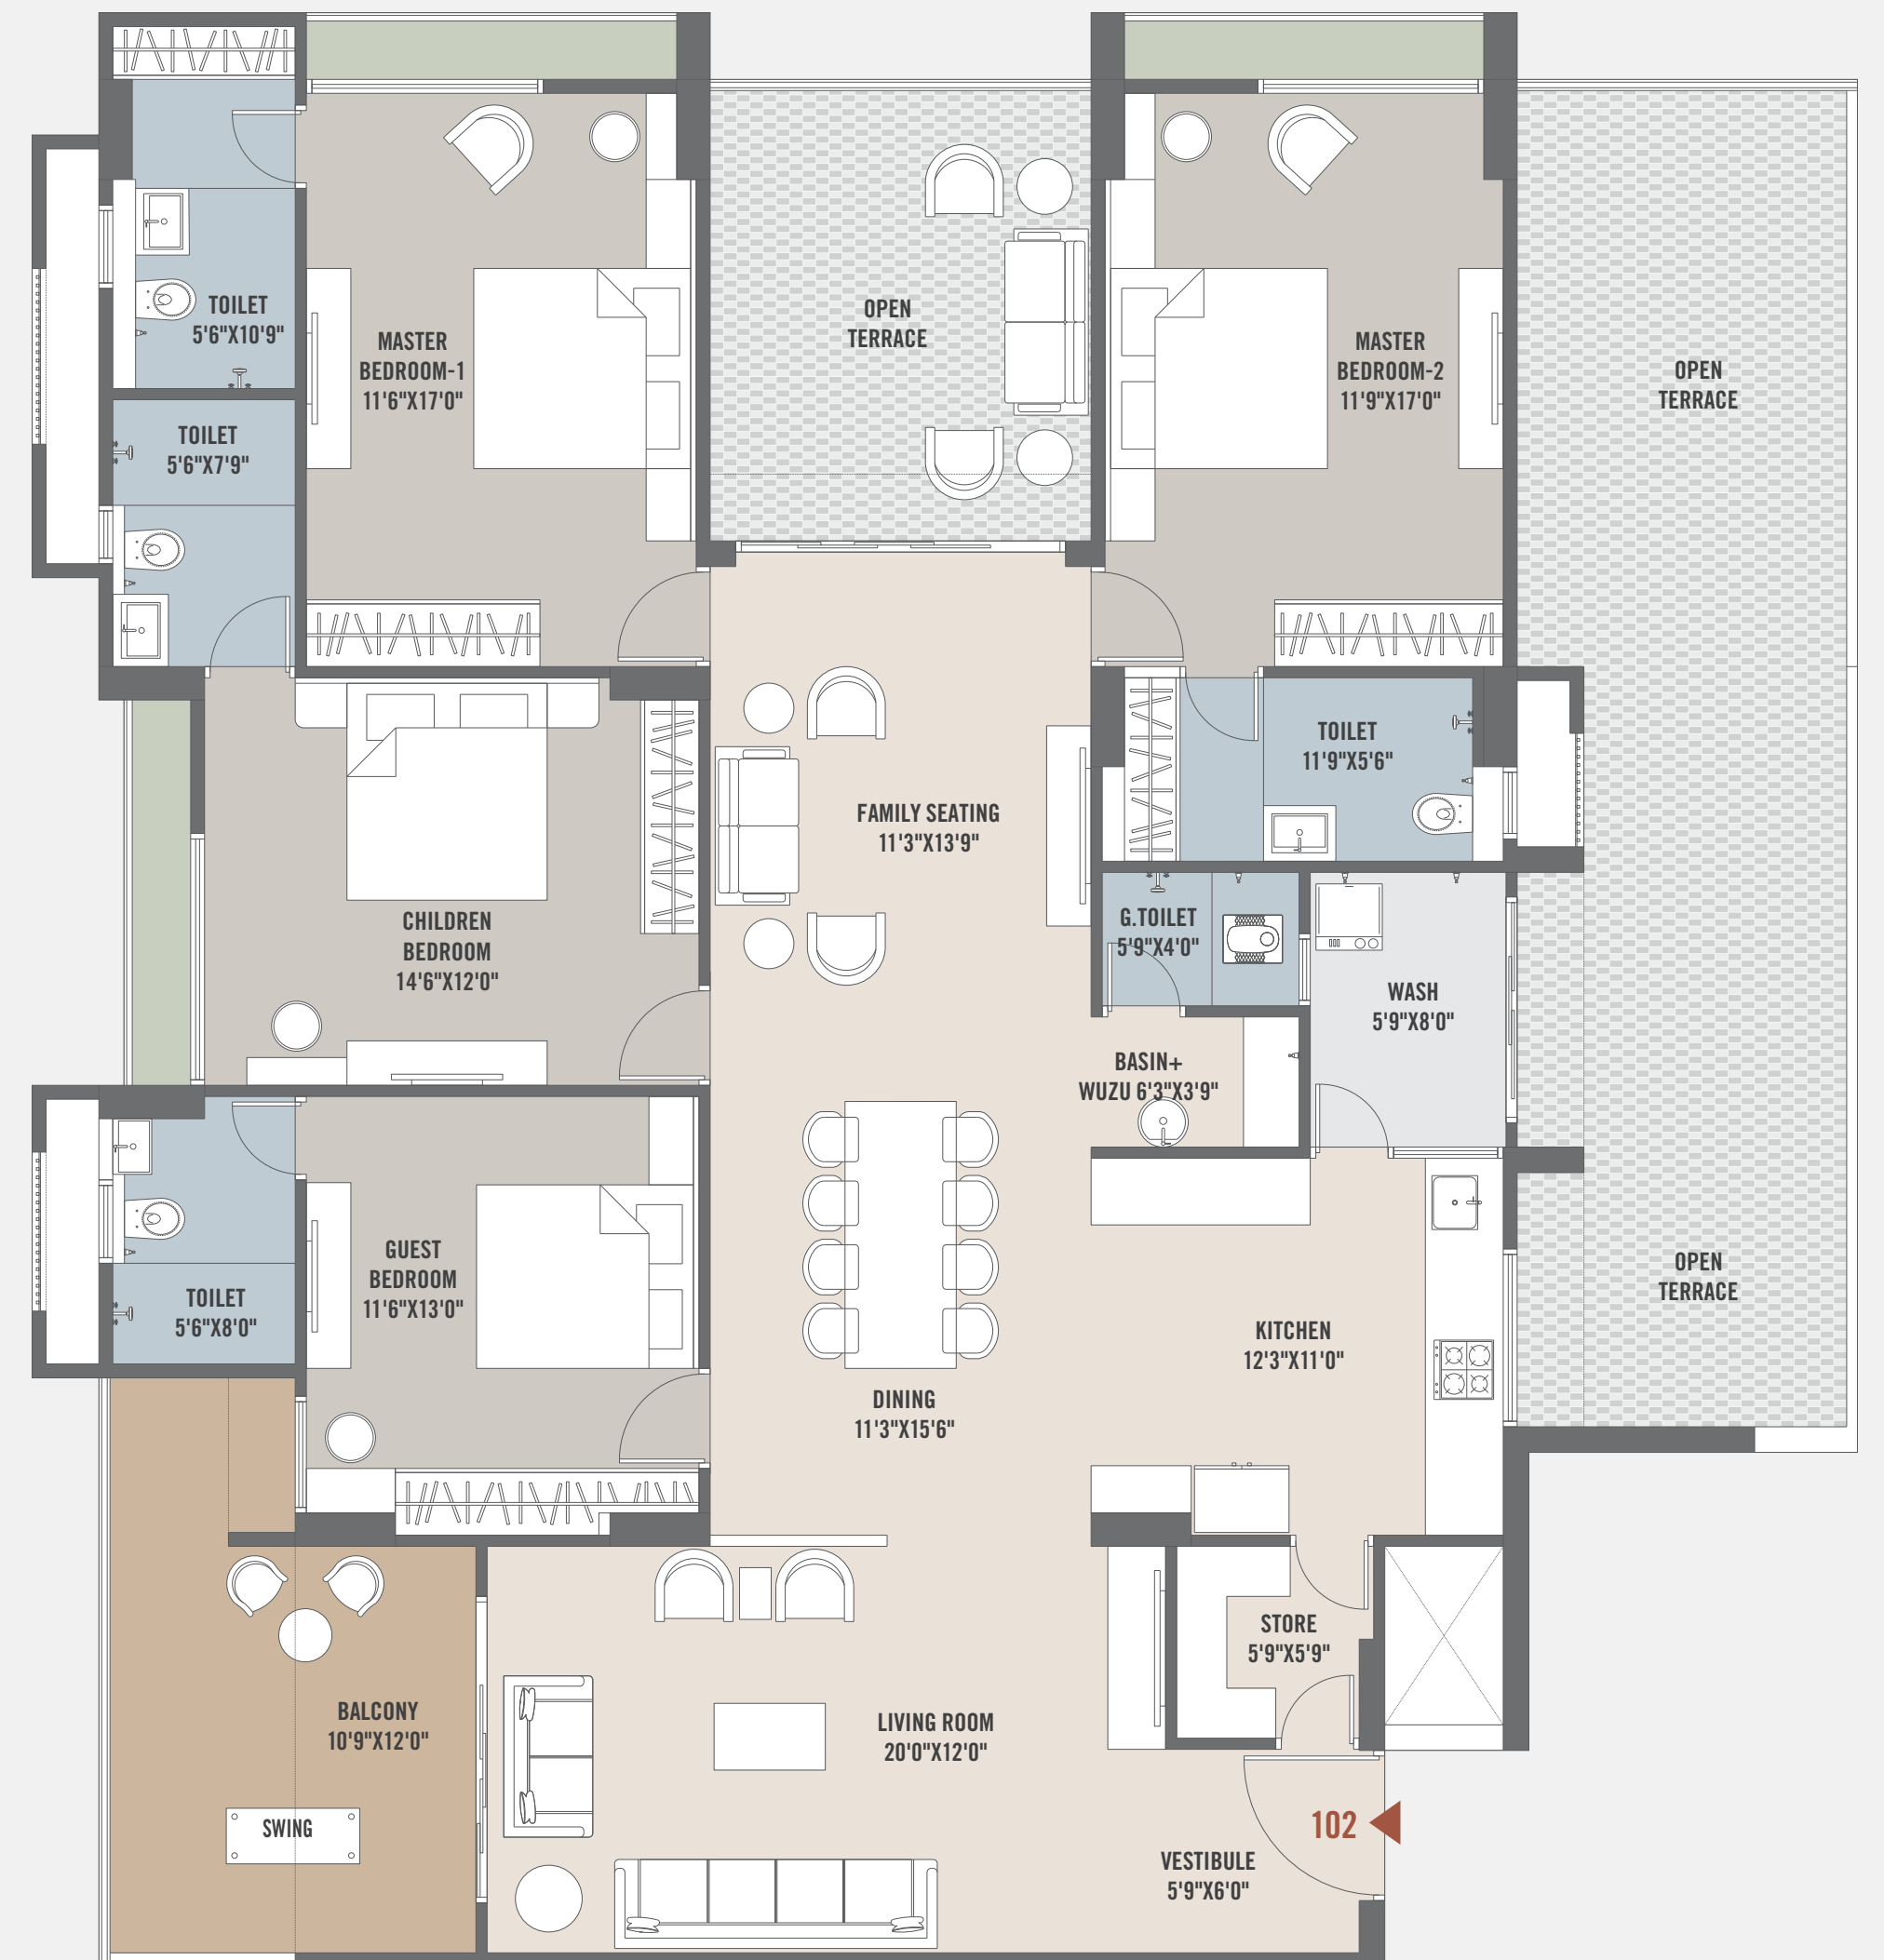 TOILET
5'6"X10'9"
MASTER
BEDROOM-1
11'6"X17'0"
OPEN
TERRACE
MASTER
BEDROOM-2
11'9"X17'0"
OPEN
TERRACE
TOILET
5'6"X7'9"
TOILET
11'9"X5'6"
FAMILY SEATING
11'3"X13'9"
CHILDREN
BEDROOM
14'6"X12'0"
G.TOILET
5'9"X4'0"
WASH
5'9"X8'0"
BASIN+
WUZU 6'3"X3'9"
GUEST
BEDROOM
11'6"X13'0"
TOILET
5'6"X8'0"
OPEN
TERRACE
KITCHEN
12'3"X11'0"
DINING
11'3"X15'6"
STORE
5'9"X5'9"
BALCONY
10'9"X12'0"
LIVING ROOM
20'0"X12'0"
SWING
102
VESTIBULE
5'9"X6'0"